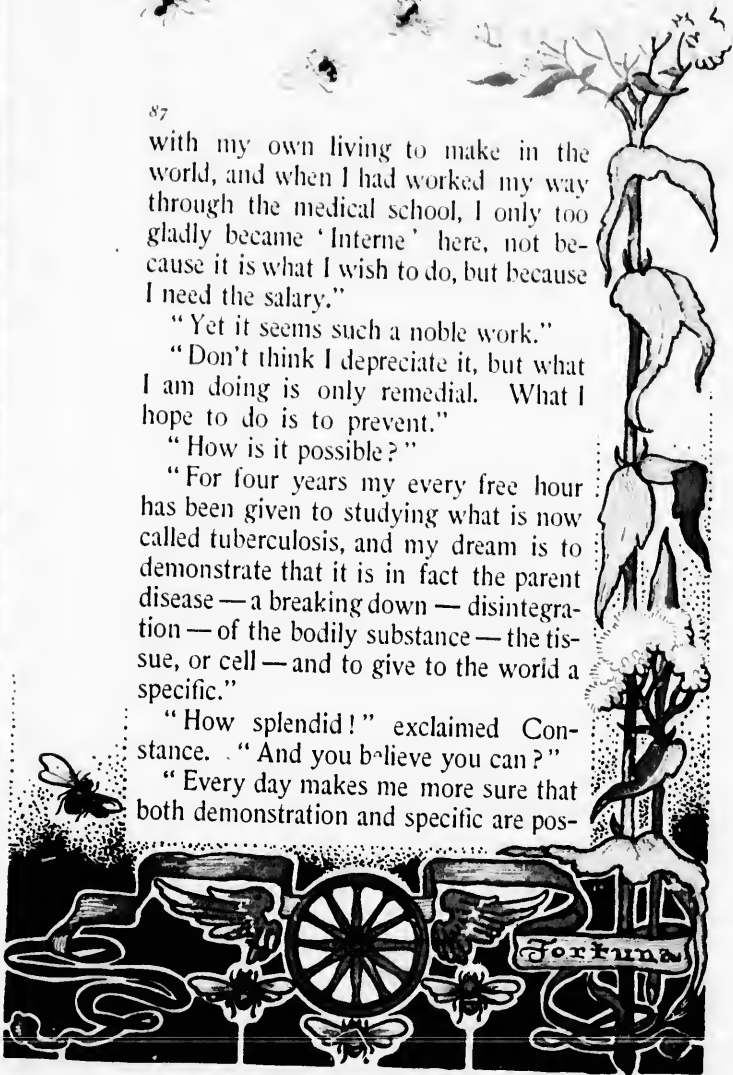 87
with my own living to make in the
world, and when I had worked my way
through the medical school, I only too
gladly became ‘Interne’ here, not be-
cause it is what I wish to do, but because
I need the salary.”
“Yet it seems such a noble work.”
“Don’t think I depreciate it, but what
I am doing is only remedial. What I
hope to do is to prevent.”
“How is it possible?”
“For four years my every free hour
has been given to studying what is now
called tuberculosis, and my dream is to
demonstrate that it is in fact the parent
disease — a breaking down — disintegra-
tion — of the bodily substance — the tis-
sue, or cell — and to give to the world a
specific.”
“How splendid!” exclaimed Con-
stance. “And you believe you can?”
“Every day makes me more sure that
both demonstration and specific are pos-
Fortuna